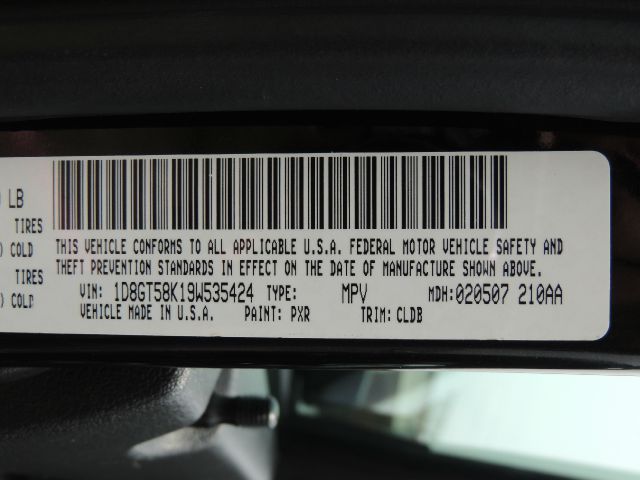 LB
TIRES
COLD
TIRES
COLD
THIS VEHICLE CONFORMS TO ALL APPLICABLE U.S.A. FEDERAL MOTOR VEHICLE SAFETY AND
THEFT PREVENTION STANDARDS IN EFFECT ON THE DATE OF MANUFACTURE SHOWN ABOVE.
VIN: 1D8GT58K19W535424 TYPE: MPV MDH:020507 210AA
VEHICLE MADE IN U.S.A. PAINT: PXR TRIM: CLDB